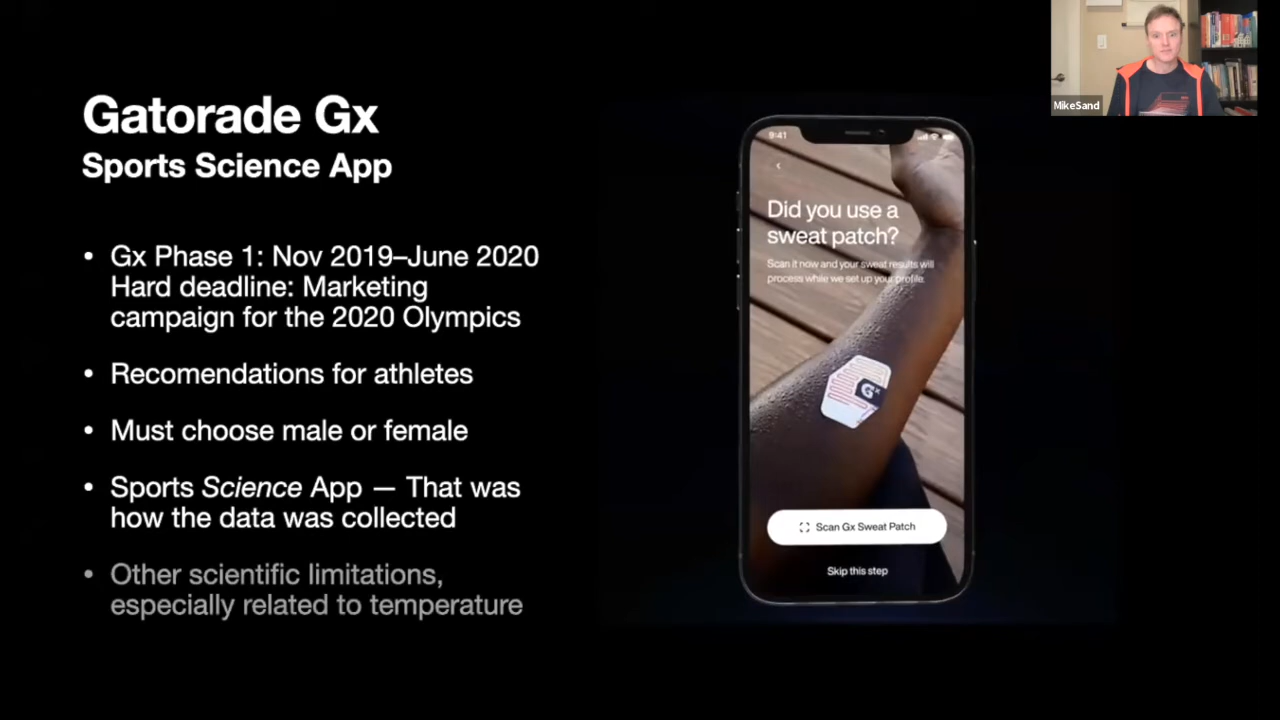 Gatorade Gx
Sports Science App
• Gx Phase 1: Nov 2019–June 2020
Hard deadline: Marketing
campaign for the 2020 Olympics
• Recomendations for athletes
• Must choose male or female
• Sports Science App — That was
how the data was collected
• Other scientific limitations,
especially related to temperature
9:41
Did you use a
sweat patch?
Scan it now and your sweat results will
process while we set up your profile.
Gx
Scan Gx Sweat Patch
Skip this step
MikeSand